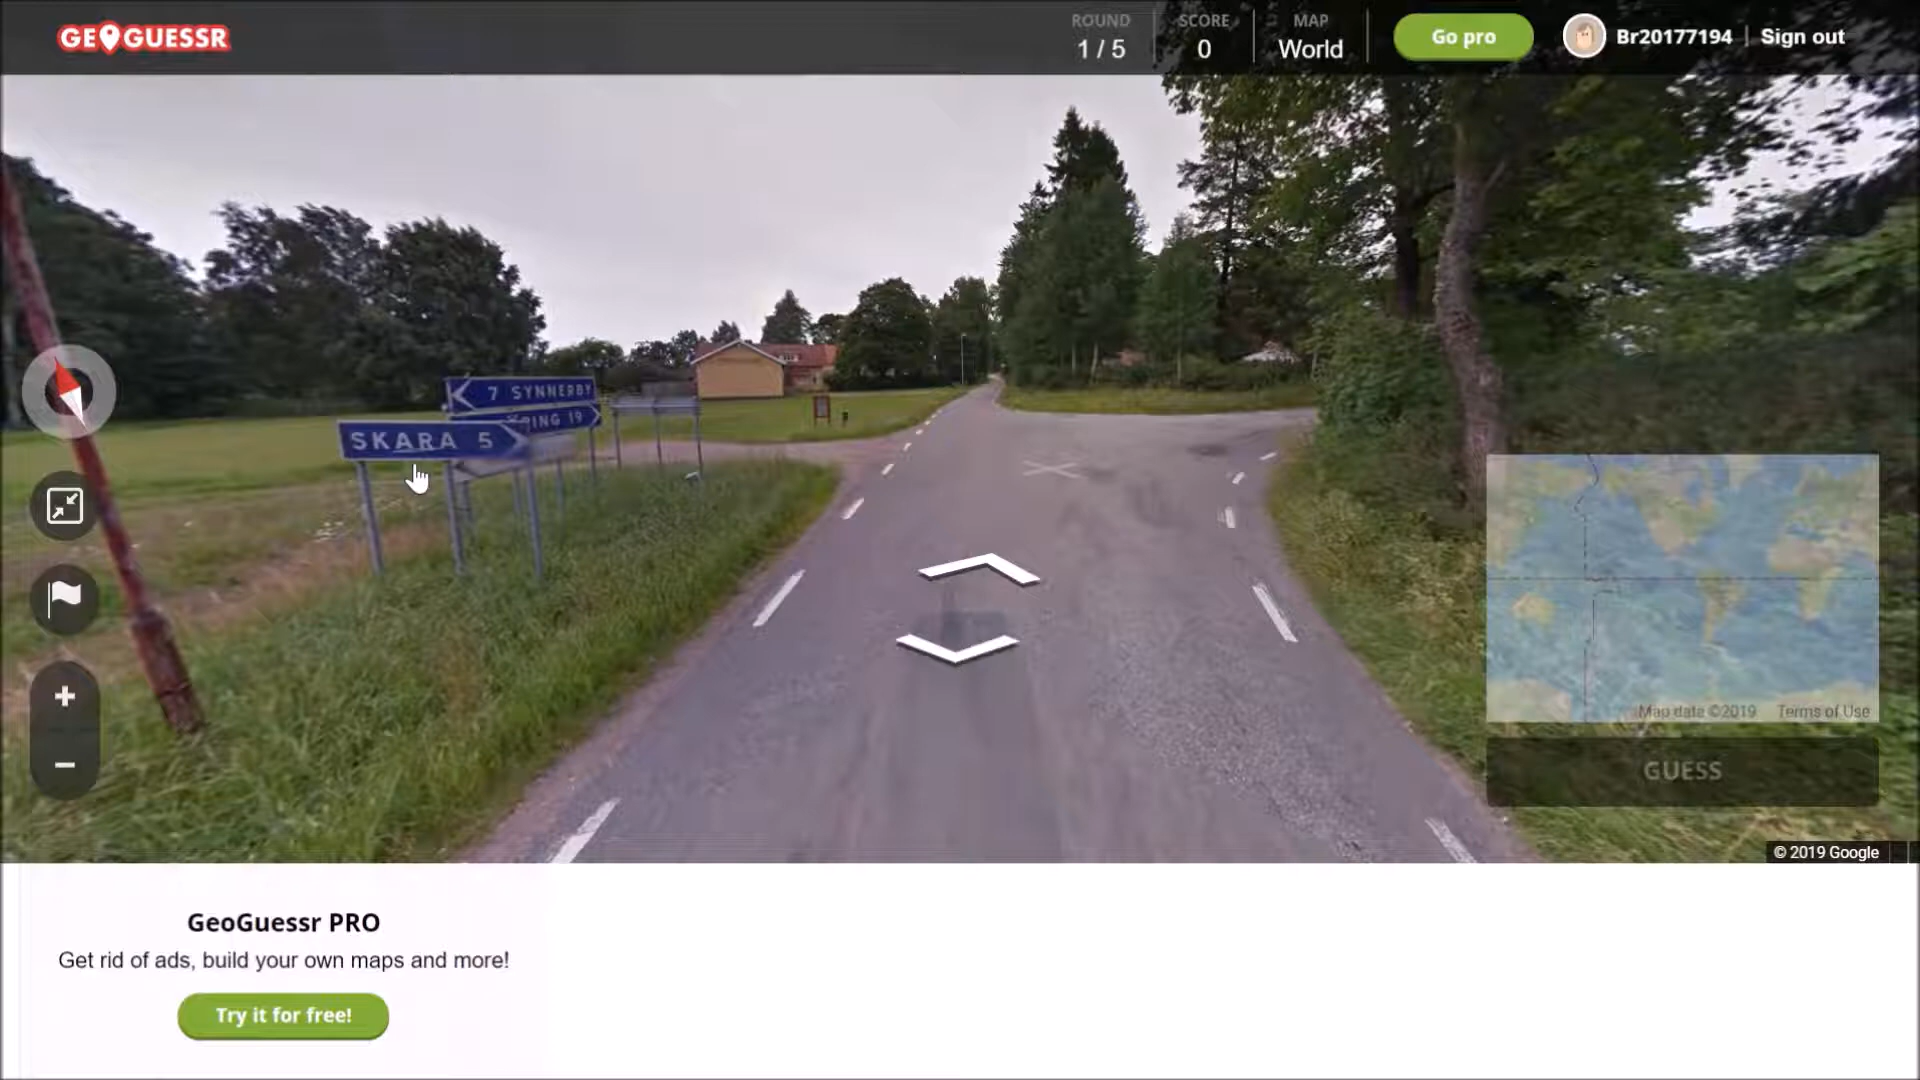 GEOGUESSR
ROUND
1 / 5
SCORE
0
MAP
World
Go pro
Br20177194
Sign out
7 SYNNERBY
19
SKARA 5
Map data ©2019
Terms of Use
GUESS
© 2019 Google
GeoGuessr PRO
Get rid of ads, build your own maps and more!
Try it for free!